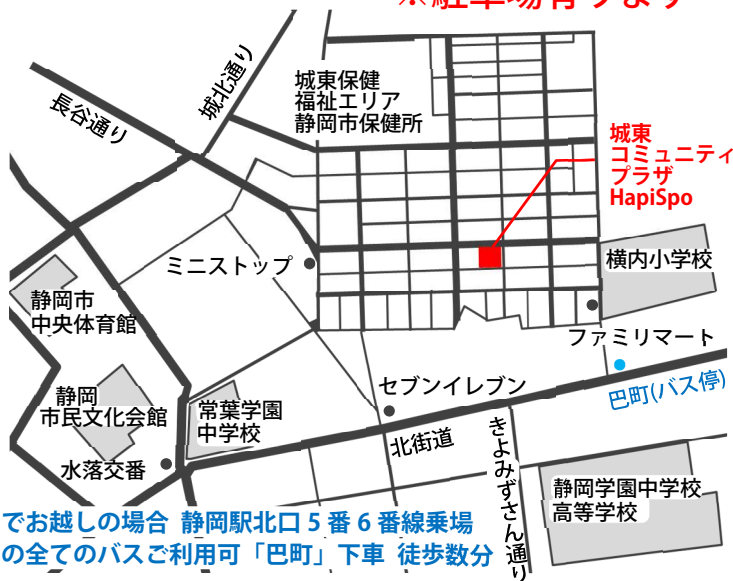 ※駐車場有ります
城北通り
長谷通り
城東保健
福祉エリア
静岡市保健所
城東
コミュニティ
プラザ
HapiSpo
ミニストップ
横内小学校
静岡市
中央体育館
ファミリマート
巴町(バス停)
静岡
市民文化会館
常葉学園
中学校
セブンイレブン
北街道
きよみずさん通り
水落交番
静岡学園中学校
高等学校
でお越しの場合 静岡駅北口5番6番線乗場
の全てのバスご利用可「巴町」下車 徒歩数分